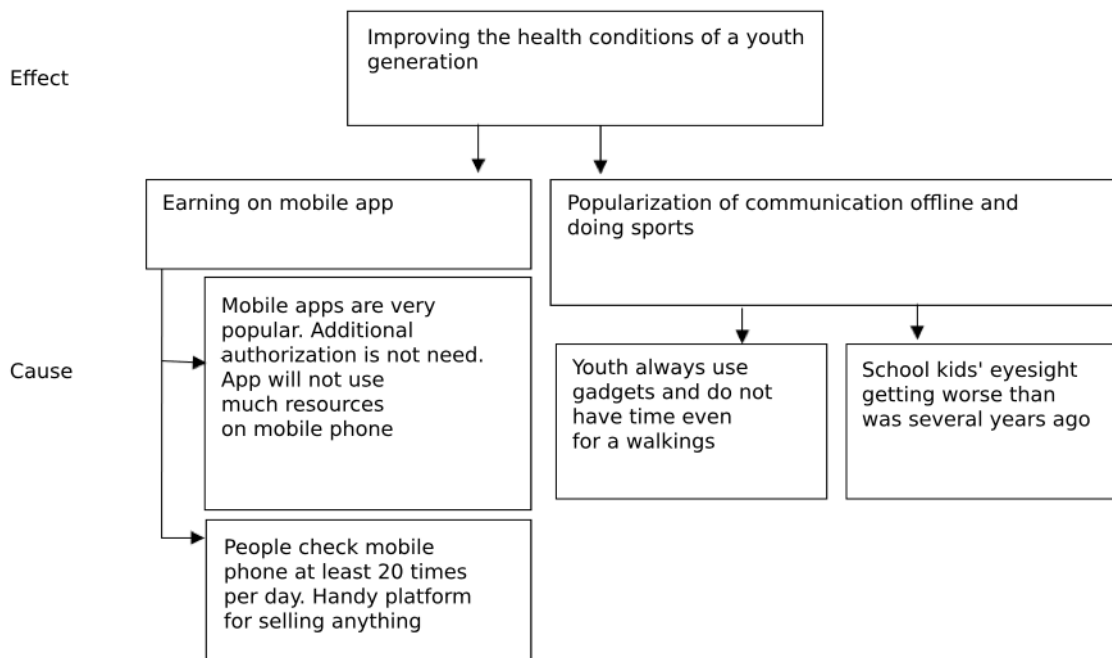 Improving the health conditions of a youth
generation
Effect
Earning on mobile app
Popularization of communication offline and
doing sports
Mobile apps are very
popular. Additional
authorization is not need.
App will not use
much resources
on mobile phone
Cause
Youth always use
gadgets and do not
have time even
for a walkings
School kids' eyesight
getting worse than
was several years ago
People check mobile
phone at least 20 times
per day. Handy platform
for selling anything